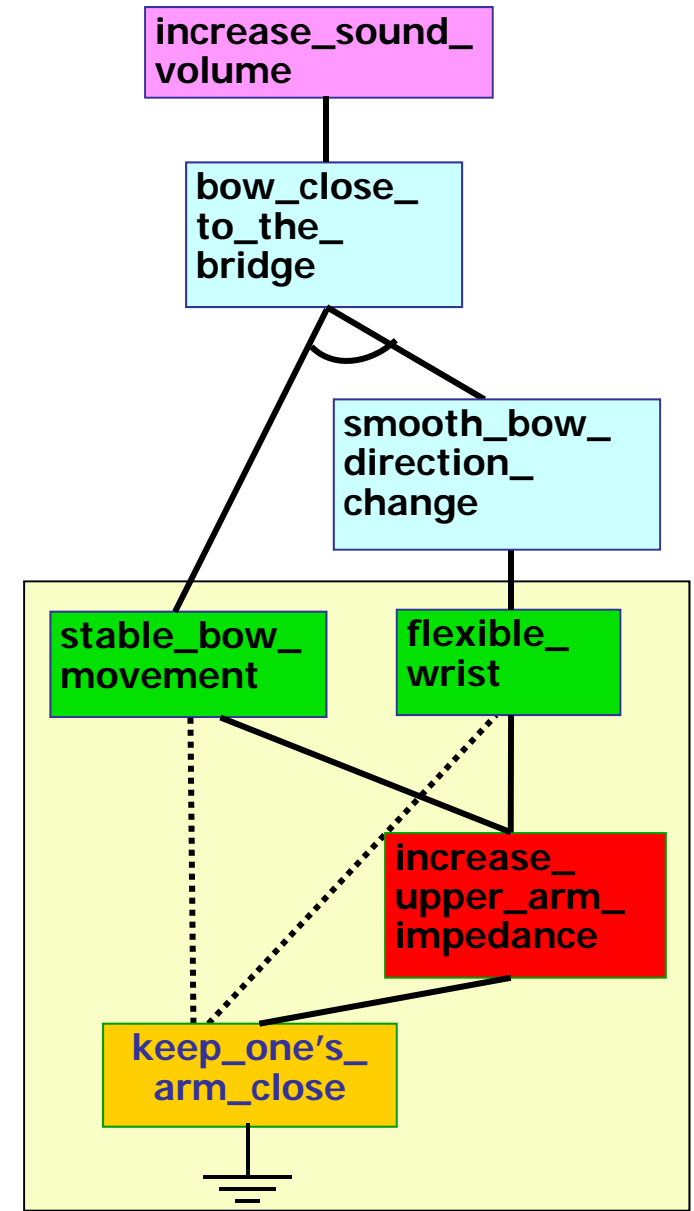 increase_sound_
volume
bow_close_
to_the_
bridge
smooth_bow_
direction_
change
stable_bow_
movement
flexible_
wrist
increase_
upper_arm_
impedance
keep_one's_
arm_close